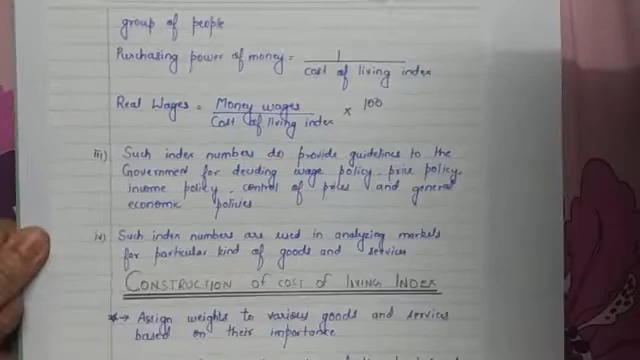 group of people
Purchasing power of money = 1 / cost of living index
Real Wages = Money wages / Cost of living index × 100
iii) Such index numbers do provide guidelines to the
Government for deciding wage policy, price policy,
income policy, control of prices and general
economic polices
iv) Such index numbers are used in analyzing markets
for particular kind of goods and services
CONSTRUCTION OF COST OF LIVING INDEX
*→ Assign weights to various goods and services
based on their importance